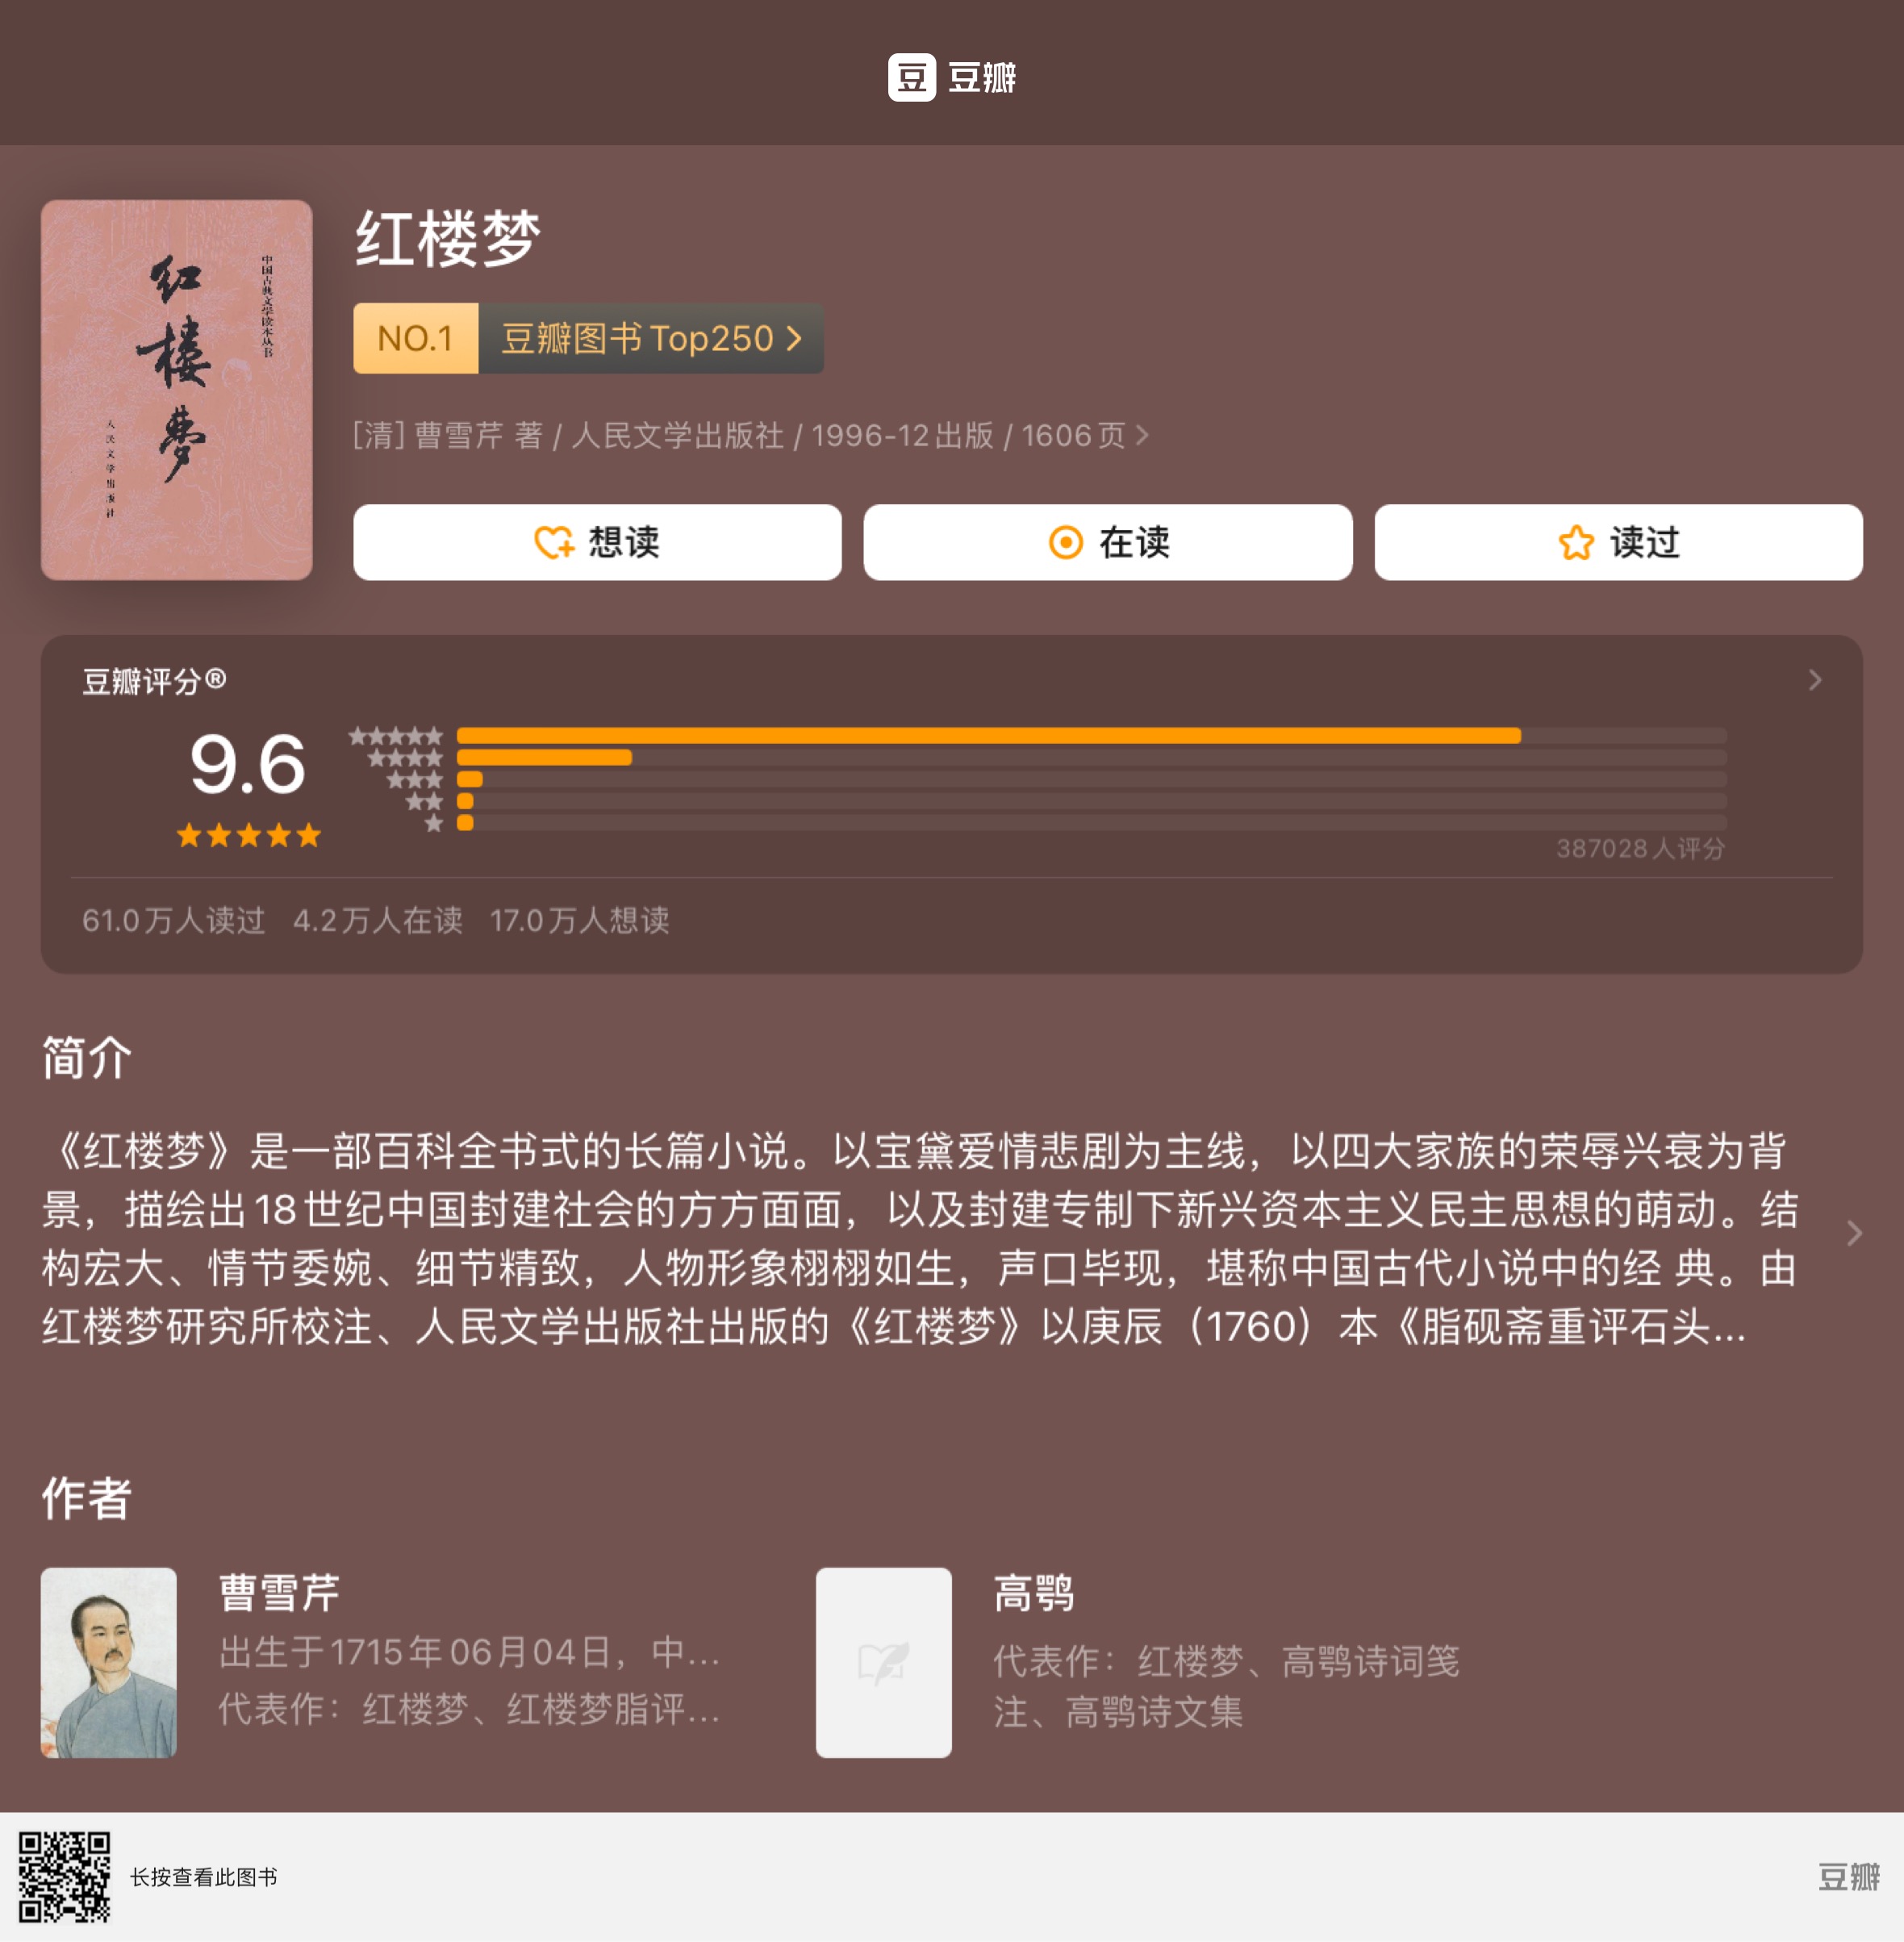 豆 豆瓣
红楼梦
中国古典文学读本丛书
红楼夢
人民文学出版社
NO.1 豆瓣图书 Top250
[清] 曹雪芹 著 / 人民文学出版社 / 1996-12出版 / 1606页
想读 在读 读过
豆瓣评分®
9.6
387028人评分
61.0万人读过 4.2万人在读 17.0万人想读
简介
《红楼梦》是一部百科全书式的长篇小说。以宝黛爱情悲剧为主线，以四大家族的荣辱兴衰为背
景，描绘出18世纪中国封建社会的方方面面，以及封建专制下新兴资本主义民主思想的萌动。结
构宏大、情节委婉、细节精致，人物形象栩栩如生，声口毕现，堪称中国古代小说中的经 典。由
红楼梦研究所校注、人民文学出版社出版的《红楼梦》以庚辰（1760）本《脂砚斋重评石头...
作者
曹雪芹
出生于1715年06月04日，中...
代表作：红楼梦、红楼梦脂评...
高鹗
代表作：红楼梦、高鹗诗词笺
注、高鹗诗文集
长按查看此图书
豆瓣